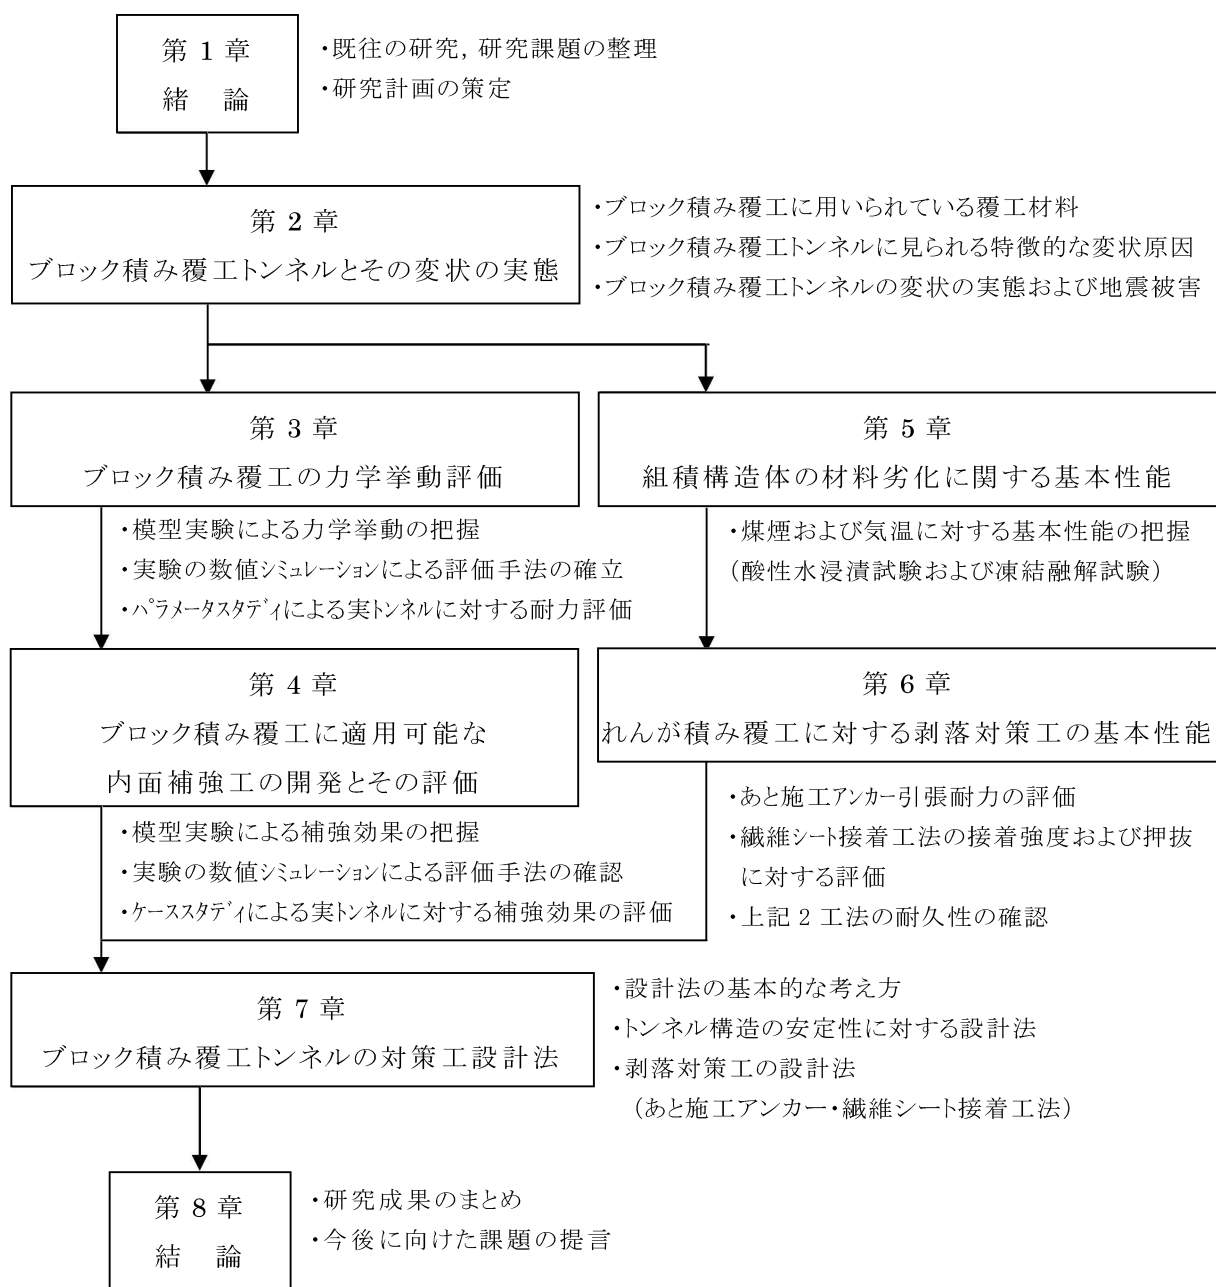 第 1 章
緒　論
・既往の研究, 研究課題の整理
・研究計画の策定
第 2 章
ブロック積み覆工トンネルとその変状の実態
・ブロック積み覆工に用いられている覆工材料
・ブロック積み覆工トンネルに見られる特徴的な変状原因
・ブロック積み覆工トンネルの変状の実態および地震被害
第 3 章
ブロック積み覆工の力学挙動評価
・模型実験による力学挙動の把握
・実験の数値シミュレーションによる評価手法の確立
・パラメータスタディによる実トンネルに対する耐力評価
第 5 章
組積構造体の材料劣化に関する基本性能
・煤煙および気温に対する基本性能の把握
（酸性水浸漬試験および凍結融解試験）
第 4 章
ブロック積み覆工に適用可能な
内面補強工の開発とその評価
・模型実験による補強効果の把握
・実験の数値シミュレーションによる評価手法の確認
・ケーススタディによる実トンネルに対する補強効果の評価
第 6 章
れんが積み覆工に対する剥落対策工の基本性能
・あと施工アンカー引張耐力の評価
・繊維シート接着工法の接着強度および押抜
に対する評価
・上記 2 工法の耐久性の確認
第 7 章
ブロック積み覆工トンネルの対策工設計法
・設計法の基本的な考え方
・トンネル構造の安定性に対する設計法
・剥落対策工の設計法
（あと施工アンカー・繊維シート接着工法）
第 8 章
結　論
・研究成果のまとめ
・今後に向けた課題の提言